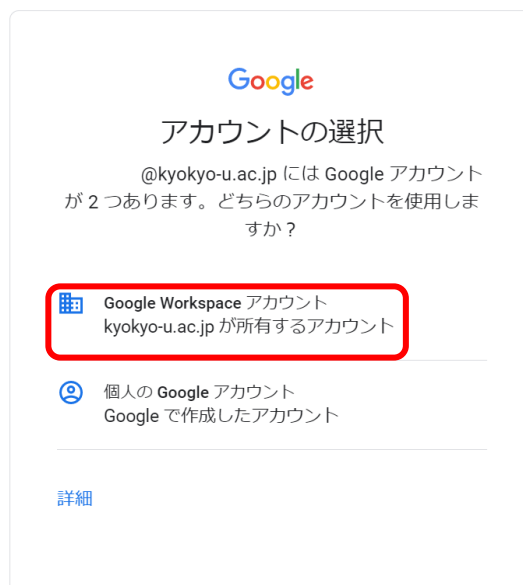 Google
アカウントの選択
@kyokyo-u.ac.jp には Google アカウント
が 2 つあります。どちらのアカウントを使用しま
すか？
Google Workspace アカウント
kyokyo-u.ac.jp が所有するアカウント
個人の Google アカウント
Google で作成したアカウント
詳細